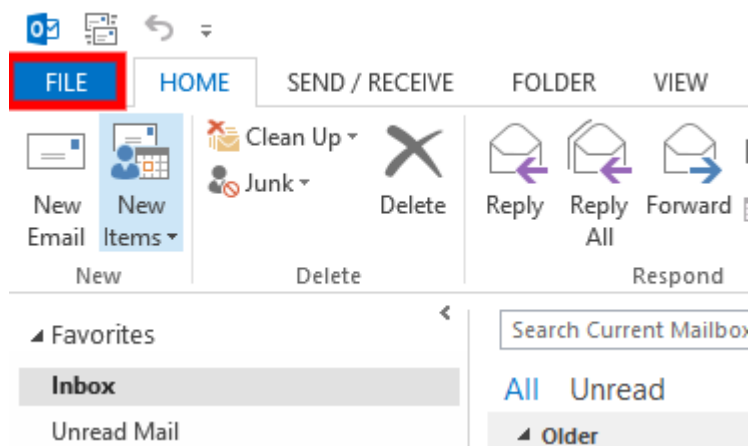 FILE HOME SEND / RECEIVE FOLDER VIEW
Clean Up
Junk
New Email
New Items
Delete
Reply
Reply All
Forward
New Delete Respond
Favorites
Search Current Mailbox
Inbox
All Unread
Unread Mail
Older